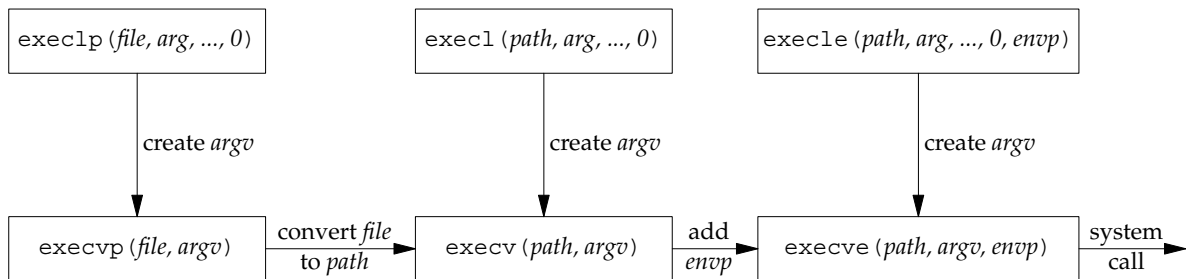 execlp(file, arg, ..., 0)
execl(path, arg, ..., 0)
execle(path, arg, ..., 0, envp)
create argv
create argv
create argv
execvp(file, argv)
convert file
to path
execv(path, argv)
add
envp
execve(path, argv, envp)
system
call